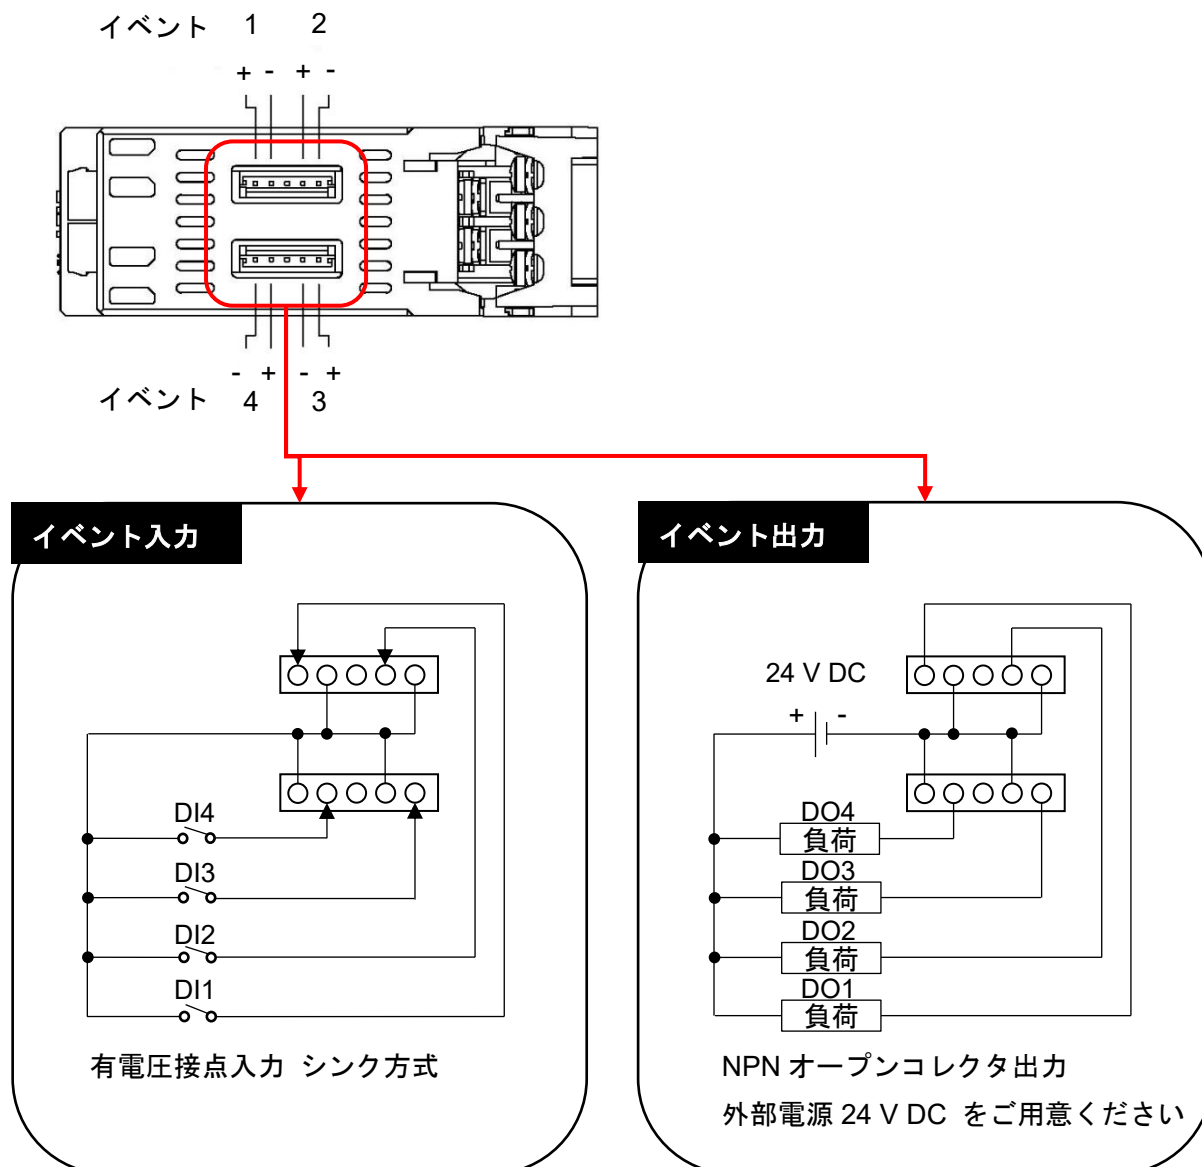 イベント 1 2
+ - + -
- + - +
イベント 4 3
イベント入力
DI4
DI3
DI2
DI1
有電圧接点入力 シンク方式
イベント出力
24 V DC
+ -
DO4
負荷
DO3
負荷
DO2
負荷
DO1
負荷
NPN オープンコレクタ出力
外部電源 24 V DC をご用意ください